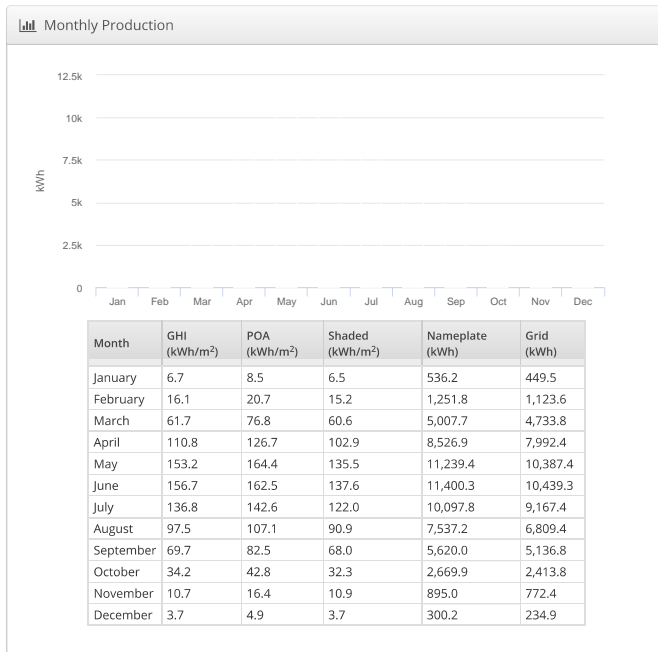 Monthly Production
12.5k
10k
7.5k
5k
2.5k
0
kWh
Jan Feb Mar Apr May Jun Jul Aug Sep Oct Nov Dec
Month GHI (kWh/m²) POA (kWh/m²) Shaded (kWh/m²) Nameplate (kWh) Grid (kWh)
January 6.7 8.5 6.5 536.2 449.5
February 16.1 20.7 15.2 1,251.8 1,123.6
March 61.7 76.8 60.6 5,007.7 4,733.8
April 110.8 126.7 102.9 8,526.9 7,992.4
May 153.2 164.4 135.5 11,239.4 10,387.4
June 156.7 162.5 137.6 11,400.3 10,439.3
July 136.8 142.6 122.0 10,097.8 9,167.4
August 97.5 107.1 90.9 7,537.2 6,809.4
September 69.7 82.5 68.0 5,620.0 5,136.8
October 34.2 42.8 32.3 2,669.9 2,413.8
November 10.7 16.4 10.9 895.0 772.4
December 3.7 4.9 3.7 300.2 234.9